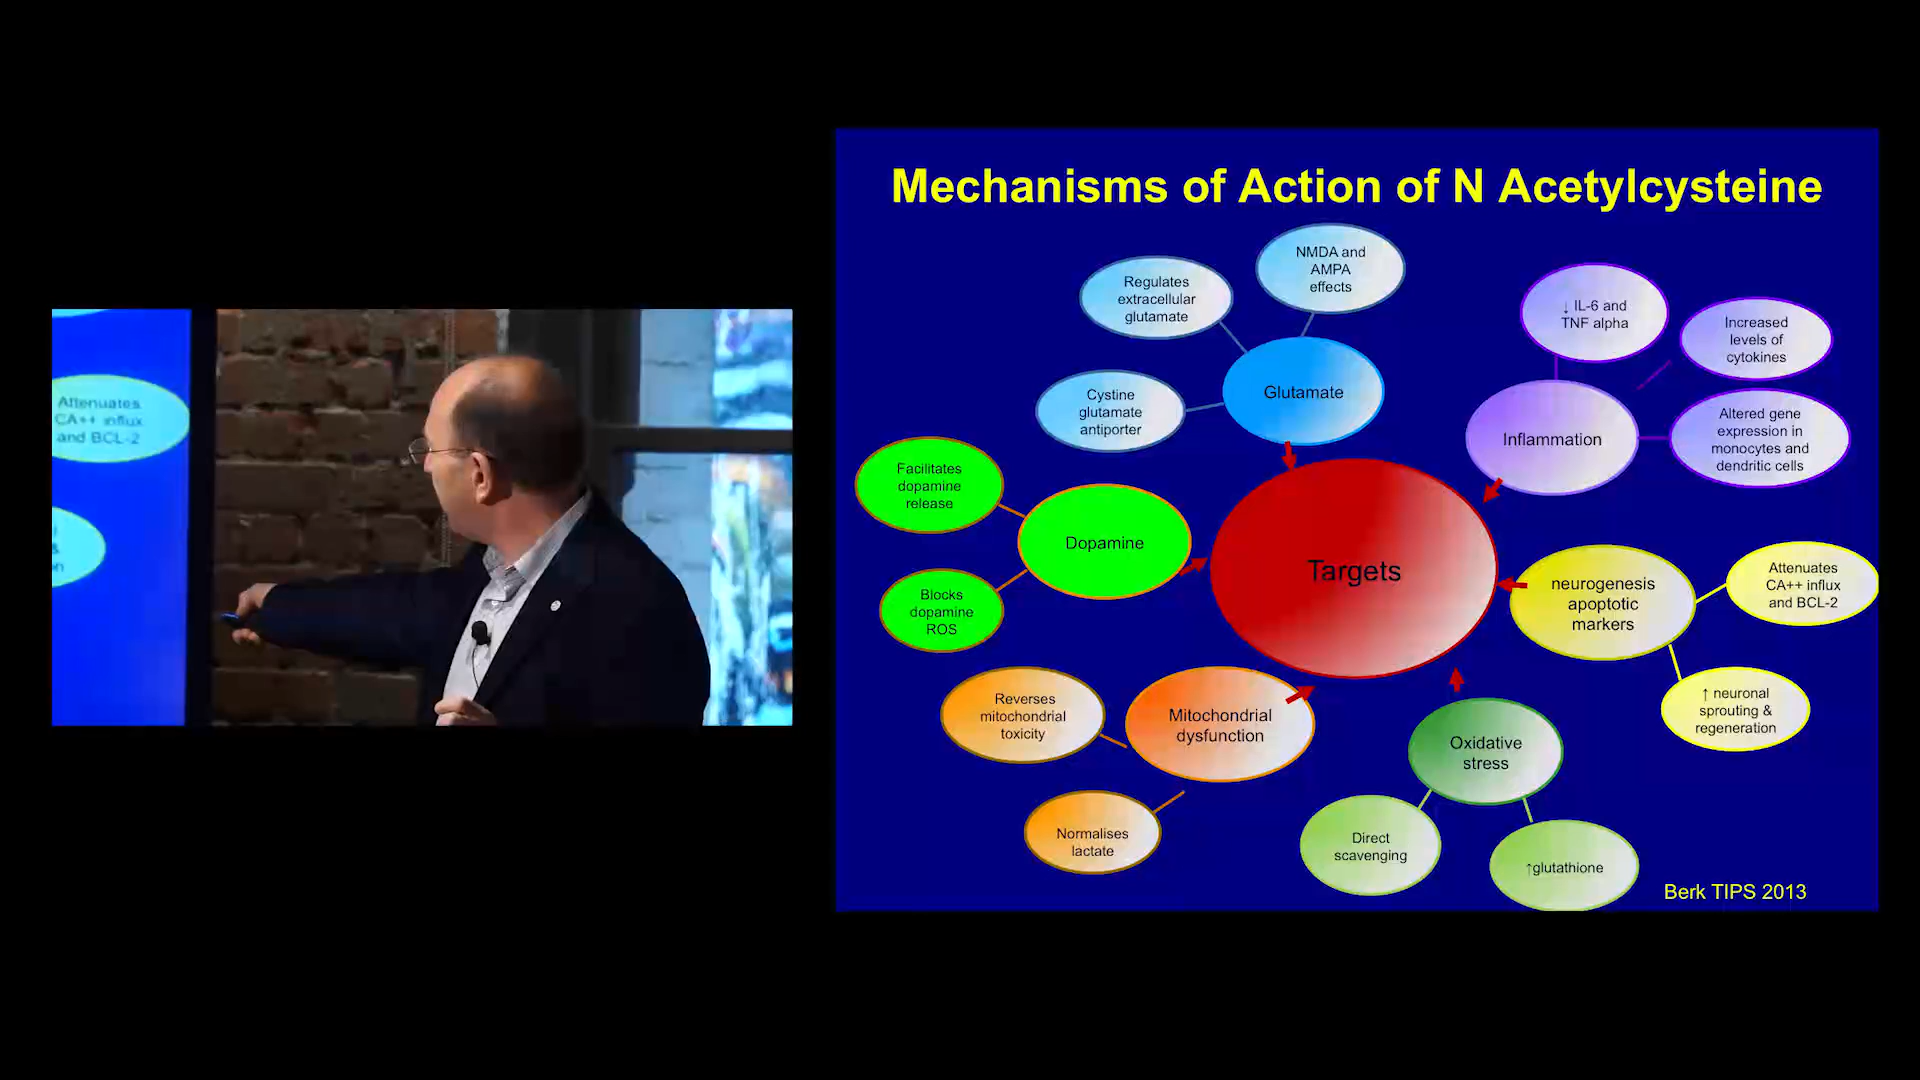 Mechanisms of Action of N Acetylcysteine
NMDA and
AMPA
effects
Regulates
extracellular
glutamate
Cystine
glutamate
antiporter
Glutamate
↓ IL-6 and
TNF alpha
Increased
levels of
cytokines
Altered gene
expression in
monocytes and
dendritic cells
Inflammation
Facilitates
dopamine
release
Dopamine
Blocks
dopamine
ROS
Targets
neurogenesis
apoptotic
markers
Attenuates
CA++ influx
and BCL-2
↑ neuronal
sprouting &
regeneration
Reverses
mitochondrial
toxicity
Mitochondrial
dysfunction
Normalises
lactate
Oxidative
stress
Direct
scavenging
↑glutathione
Berk TIPS 2013
Attenuates
CA++ influx
and BCL-2